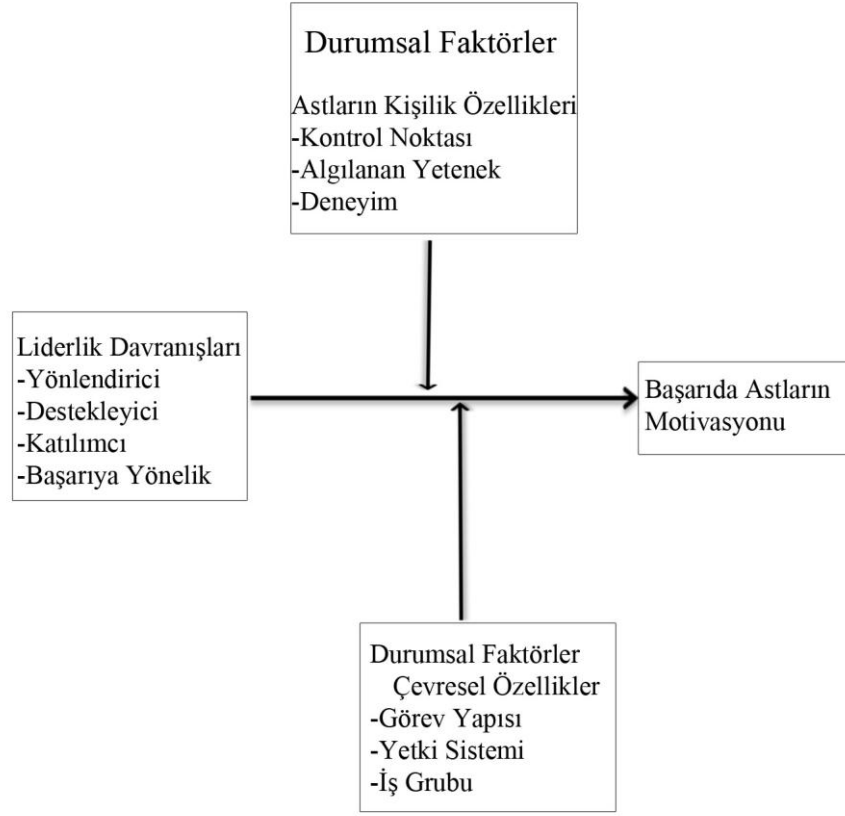 Durumsal Faktörler
Astların Kişilik Özellikleri
-Kontrol Noktası
-Algılanan Yetenek
-Deneyim
Liderlik Davranışları
-Yönlendirici
-Destekleyici
-Katılımcı
-Başarıya Yönelik
Başarıda Astların
Motivasyonu
Durumsal Faktörler
Çevresel Özellikler
-Görev Yapısı
-Yetki Sistemi
-İş Grubu